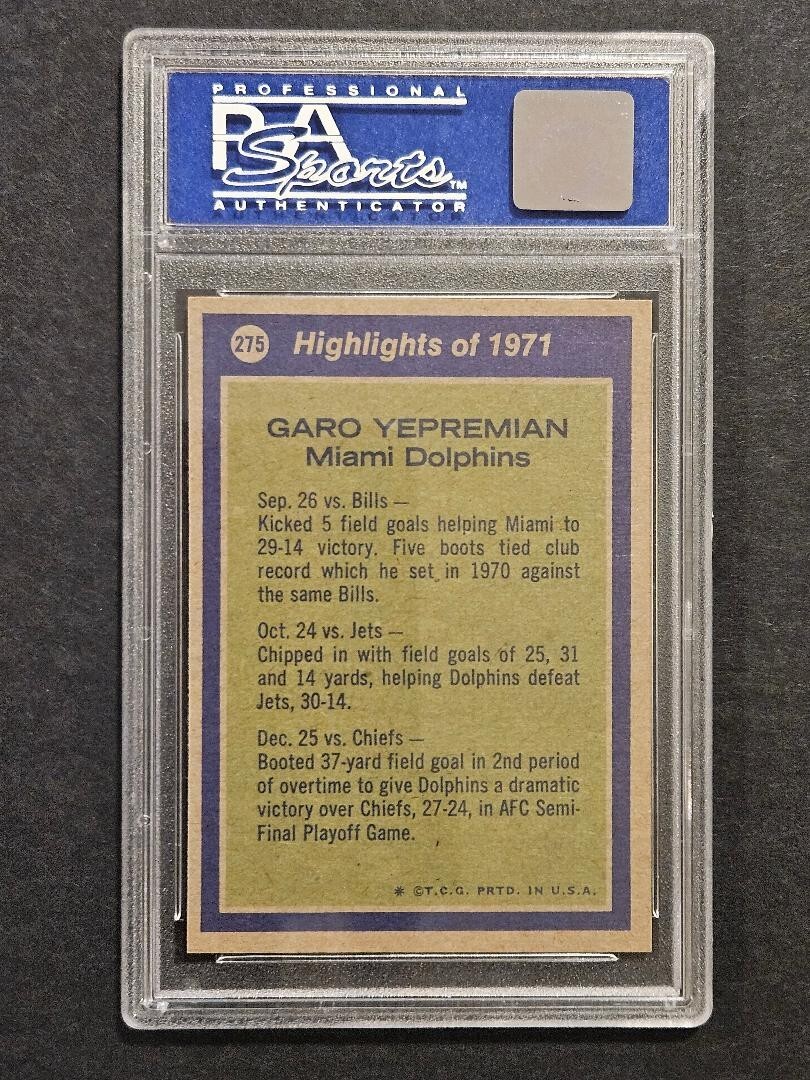 PROFESSIONAL
PSA
Sports™
AUTHENTICATOR
275 Highlights of 1971
GARO YEPREMIAN
Miami Dolphins
Sep. 26 vs. Bills —
Kicked 5 field goals helping Miami to
29-14 victory. Five boots tied club
record which he set in 1970 against
the same Bills.
Oct. 24 vs. Jets —
Chipped in with field goals of 25, 31
and 14 yards, helping Dolphins defeat
Jets, 30-14.
Dec. 25 vs. Chiefs —
Booted 37-yard field goal in 2nd period
of overtime to give Dolphins a dramatic
victory over Chiefs, 27-24, in AFC Semi-
Final Playoff Game.
* ©T.C.G. PRTD. IN U.S.A.